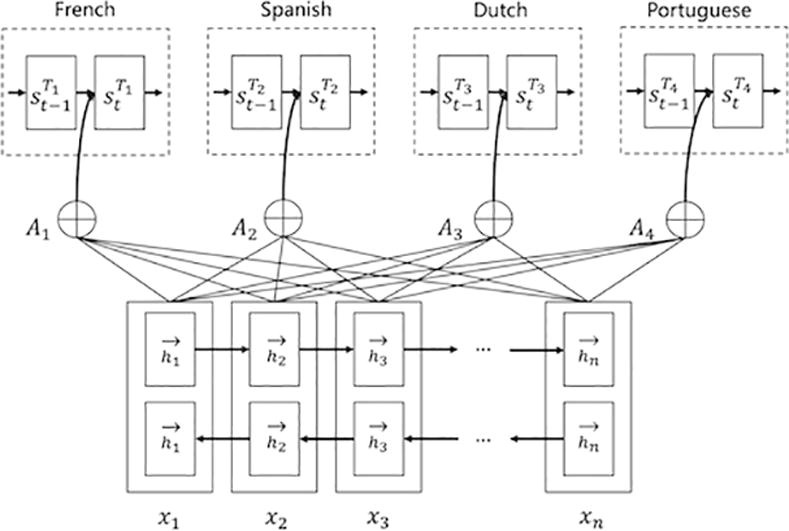 French Spanish Dutch Portuguese
s_{t-1}^{T_1} s_t^{T_1} s_{t-1}^{T_2} s_t^{T_2} s_{t-1}^{T_3} s_t^{T_3} s_{t-1}^{T_4} s_t^{T_4}
A_1 A_2 A_3 A_4
\overrightarrow{h_1} \overrightarrow{h_2} \overrightarrow{h_3} ... \overrightarrow{h_n}
\overrightarrow{h_1} \overrightarrow{h_2} \overrightarrow{h_3} ... \overrightarrow{h_n}
x_1 x_2 x_3 x_n